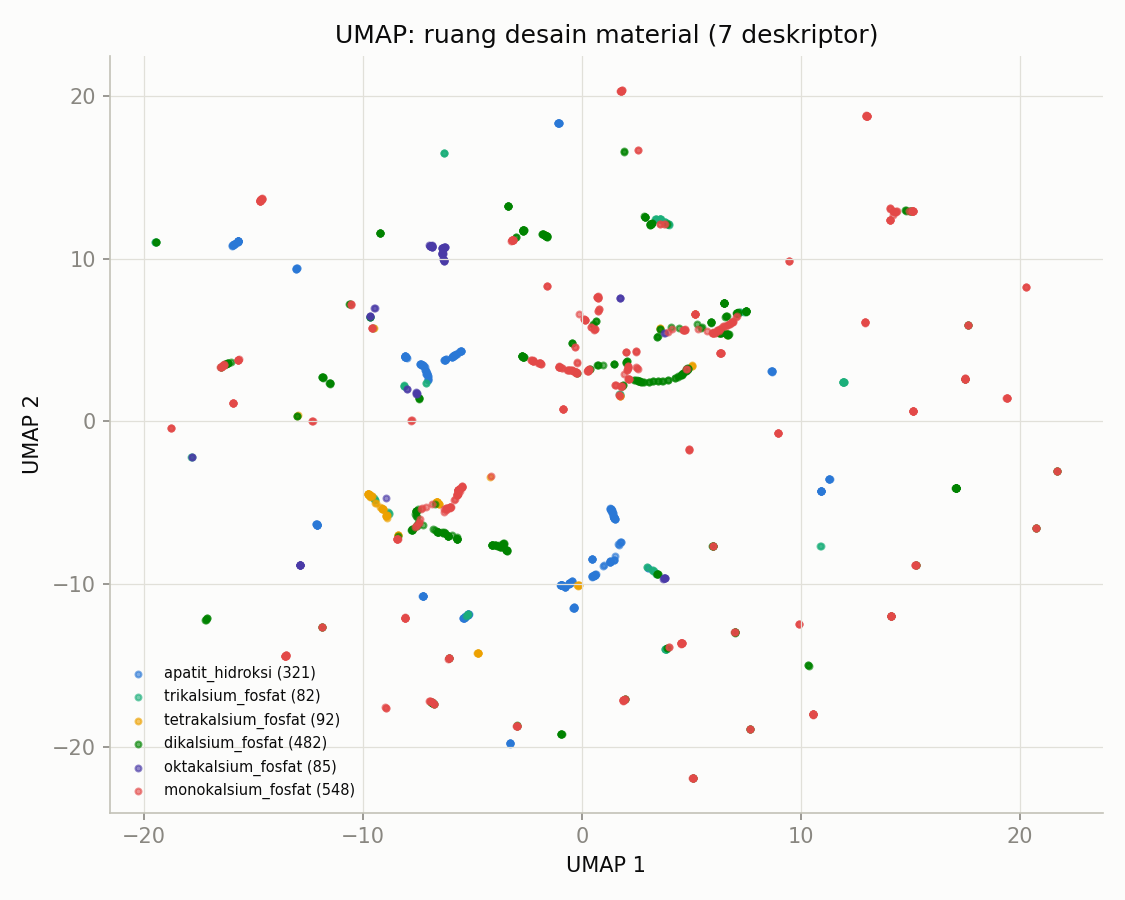 UMAP: ruang desain material (7 deskriptor)
20
10
0
−10
−20
UMAP 2
apatit_hidroksi (321)
trikalsium_fosfat (82)
tetrakalsium_fosfat (92)
dikalsium_fosfat (482)
oktakalsium_fosfat (85)
monokalsium_fosfat (548)
−20 −10 0 10 20
UMAP 1